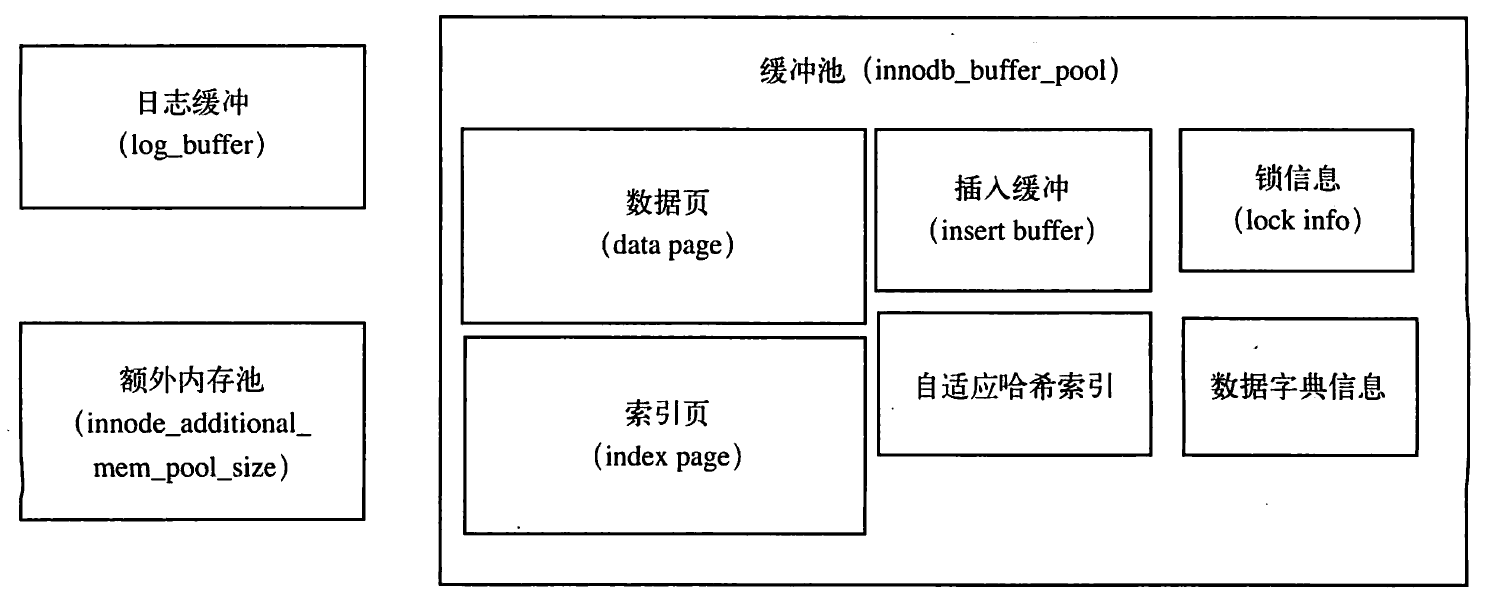 日志缓冲
（log_buffer）
额外内存池
（innode_additional_
mem_pool_size）
缓冲池（innodb_buffer_pool）
数据页
（data page）
索引页
（index page）
插入缓冲
（insert buffer）
自适应哈希索引
锁信息
（lock info）
数据字典信息